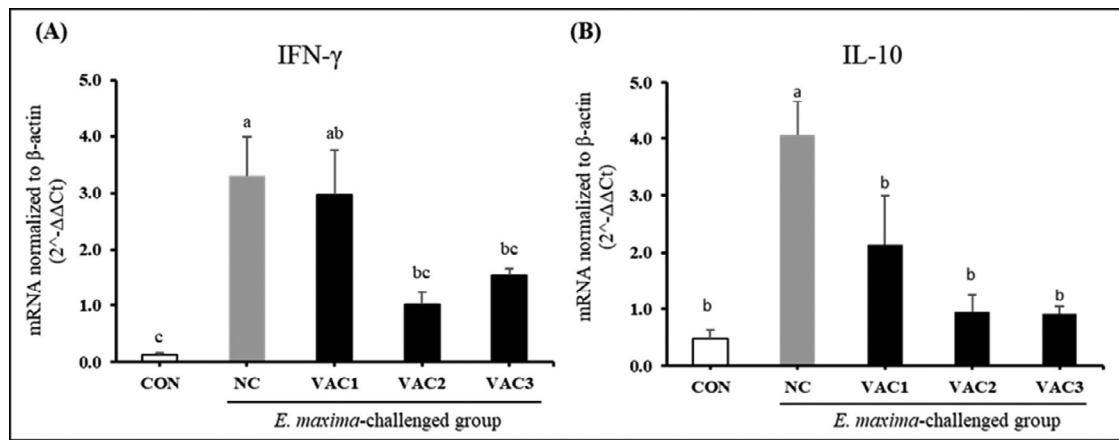 (A)
IFN-γ
mRNA normalized to β-actin
(2^-ΔΔCt)
5.0
4.0
3.0
2.0
1.0
0.0
c
a
ab
bc
bc
CON
NC
VAC1
VAC2
VAC3
E. maxima-challenged group
(B)
IL-10
mRNA normalized to β-actin
(2^-ΔΔCt)
5.0
4.0
3.0
2.0
1.0
0.0
b
a
b
b
b
CON
NC
VAC1
VAC2
VAC3
E. maxima-challenged group